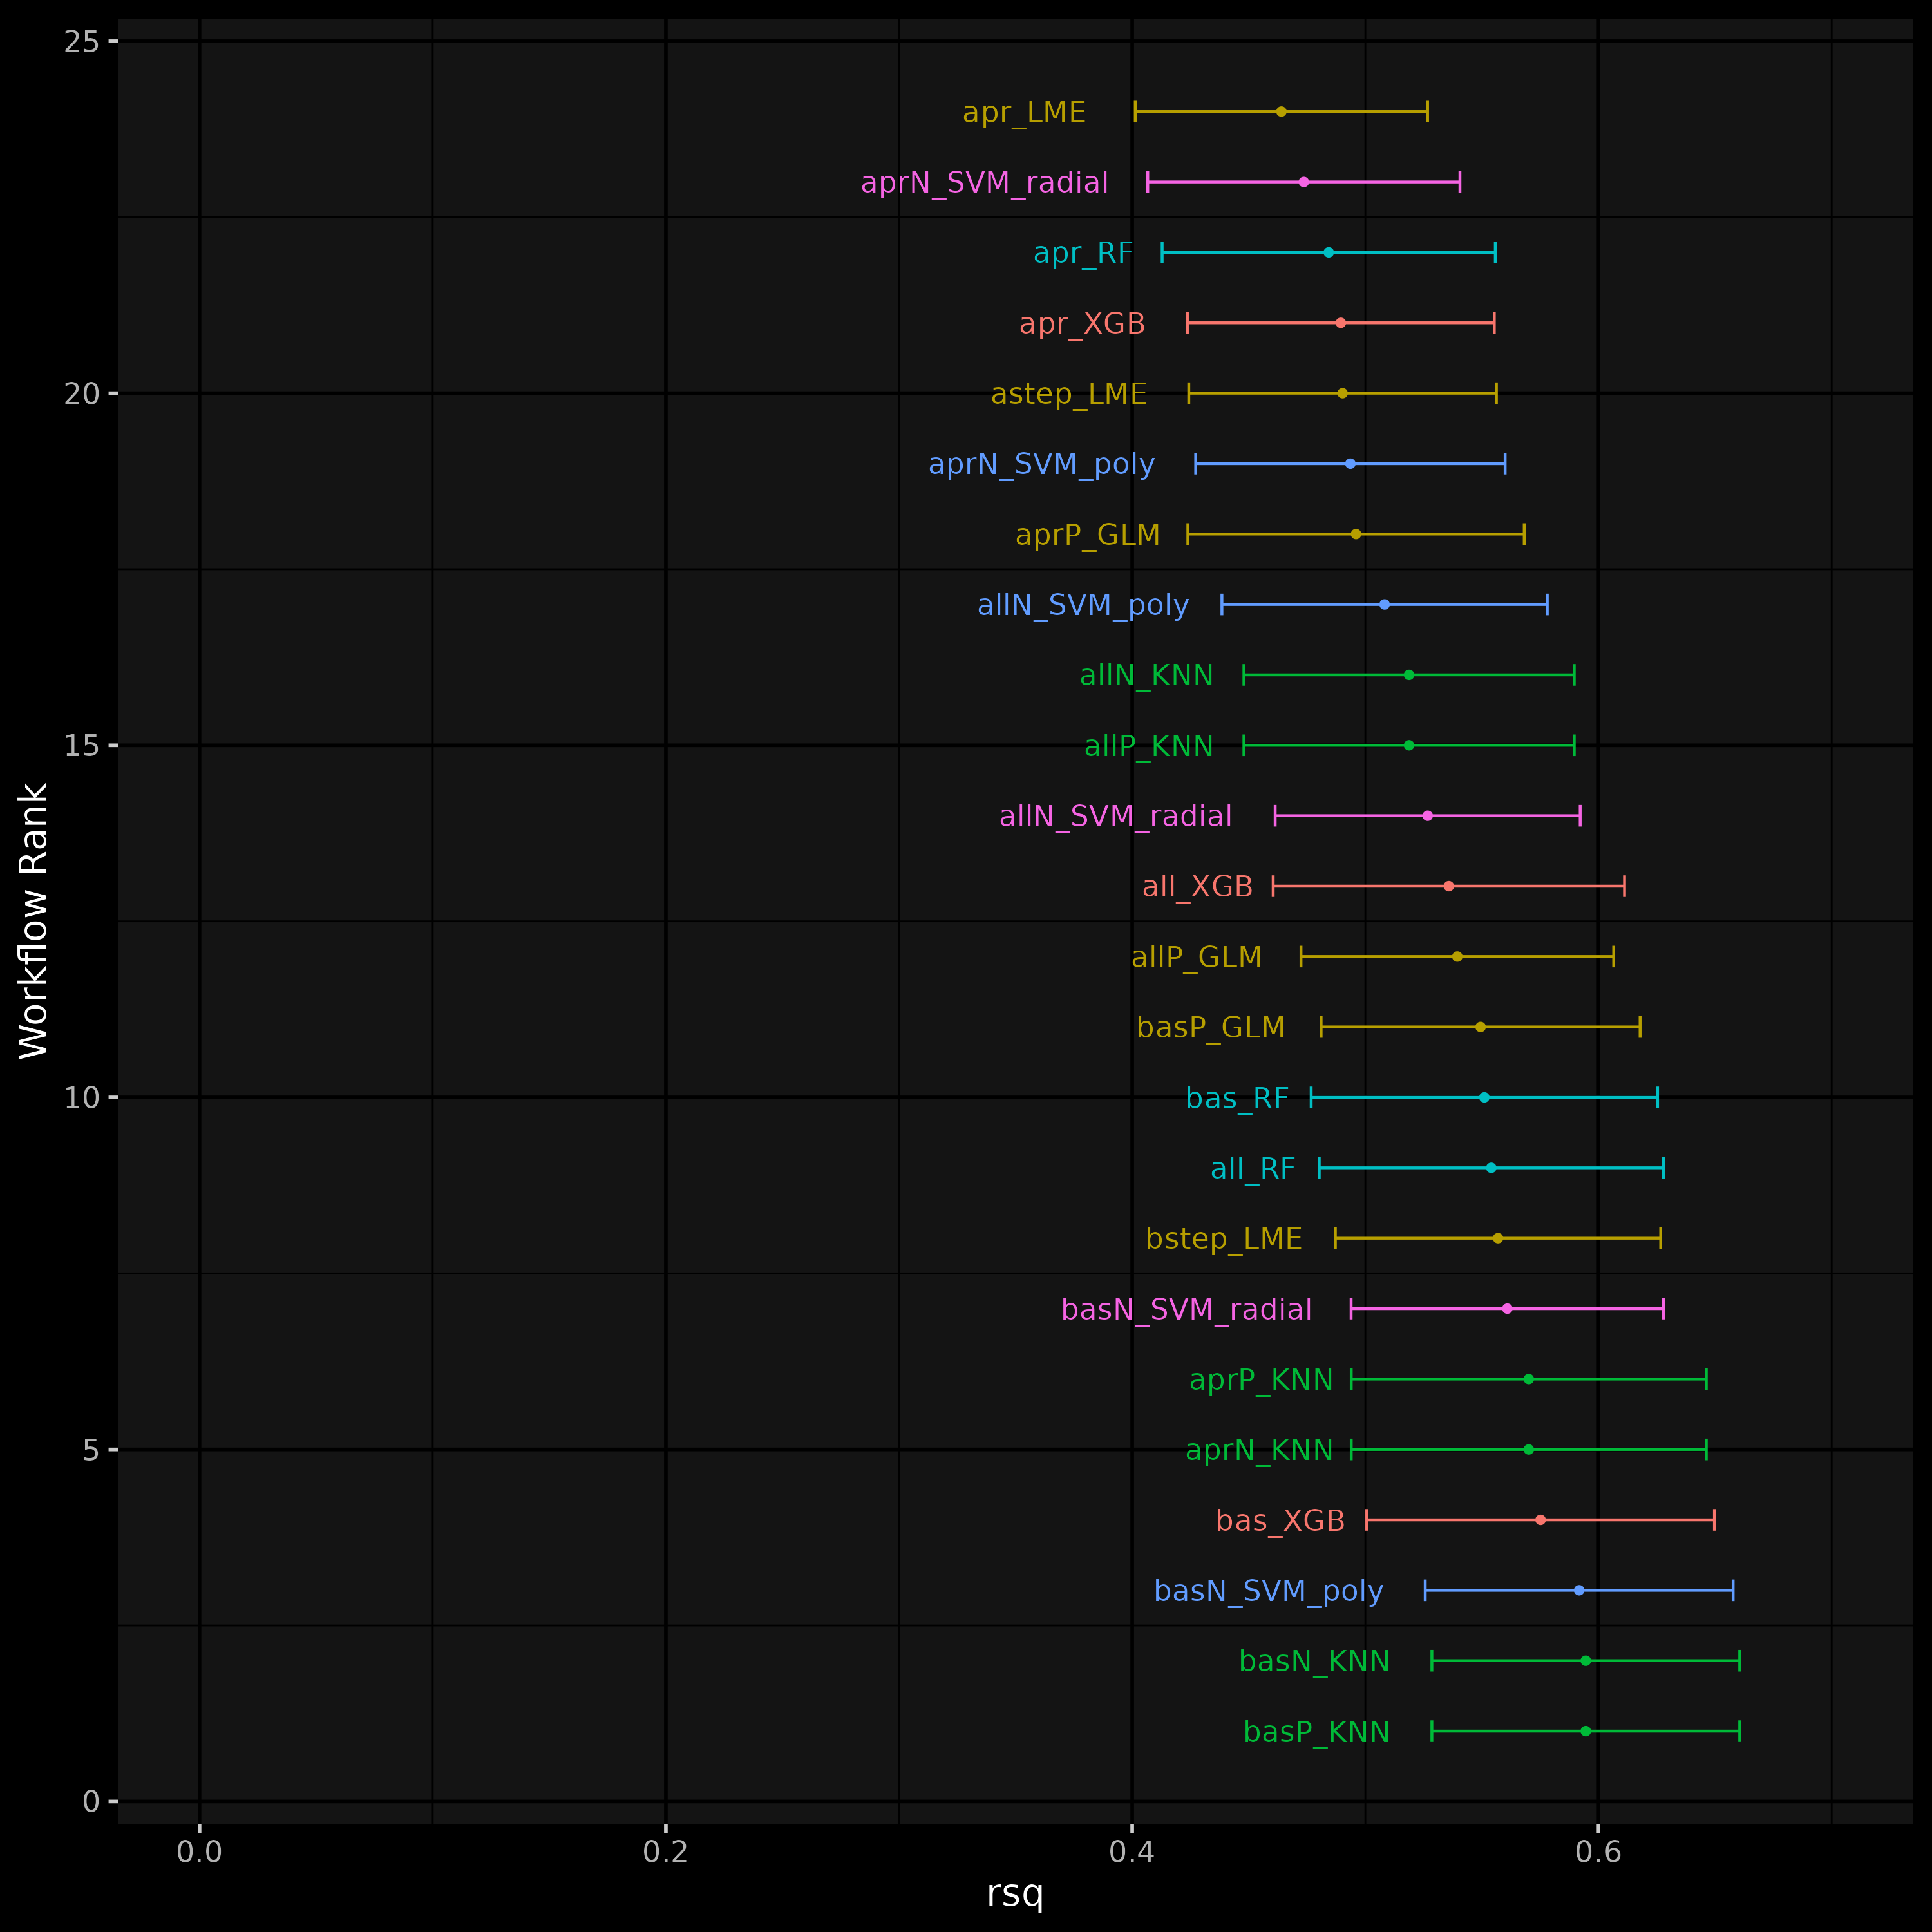 25
apr_LME
aprN_SVM_radial
apr_RF
apr_XGB
20
astep_LME
aprN_SVM_poly
aprP_GLM
allN_SVM_poly
allN_KNN
15
allP_KNN
allN_SVM_radial
all_XGB
allP_GLM
basP_GLM
10
bas_RF
all_RF
bstep_LME
basN_SVM_radial
aprP_KNN
5
aprN_KNN
bas_XGB
basN_SVM_poly
basN_KNN
basP_KNN
0
Workflow Rank
0.0 0.2 0.4 0.6
rsq